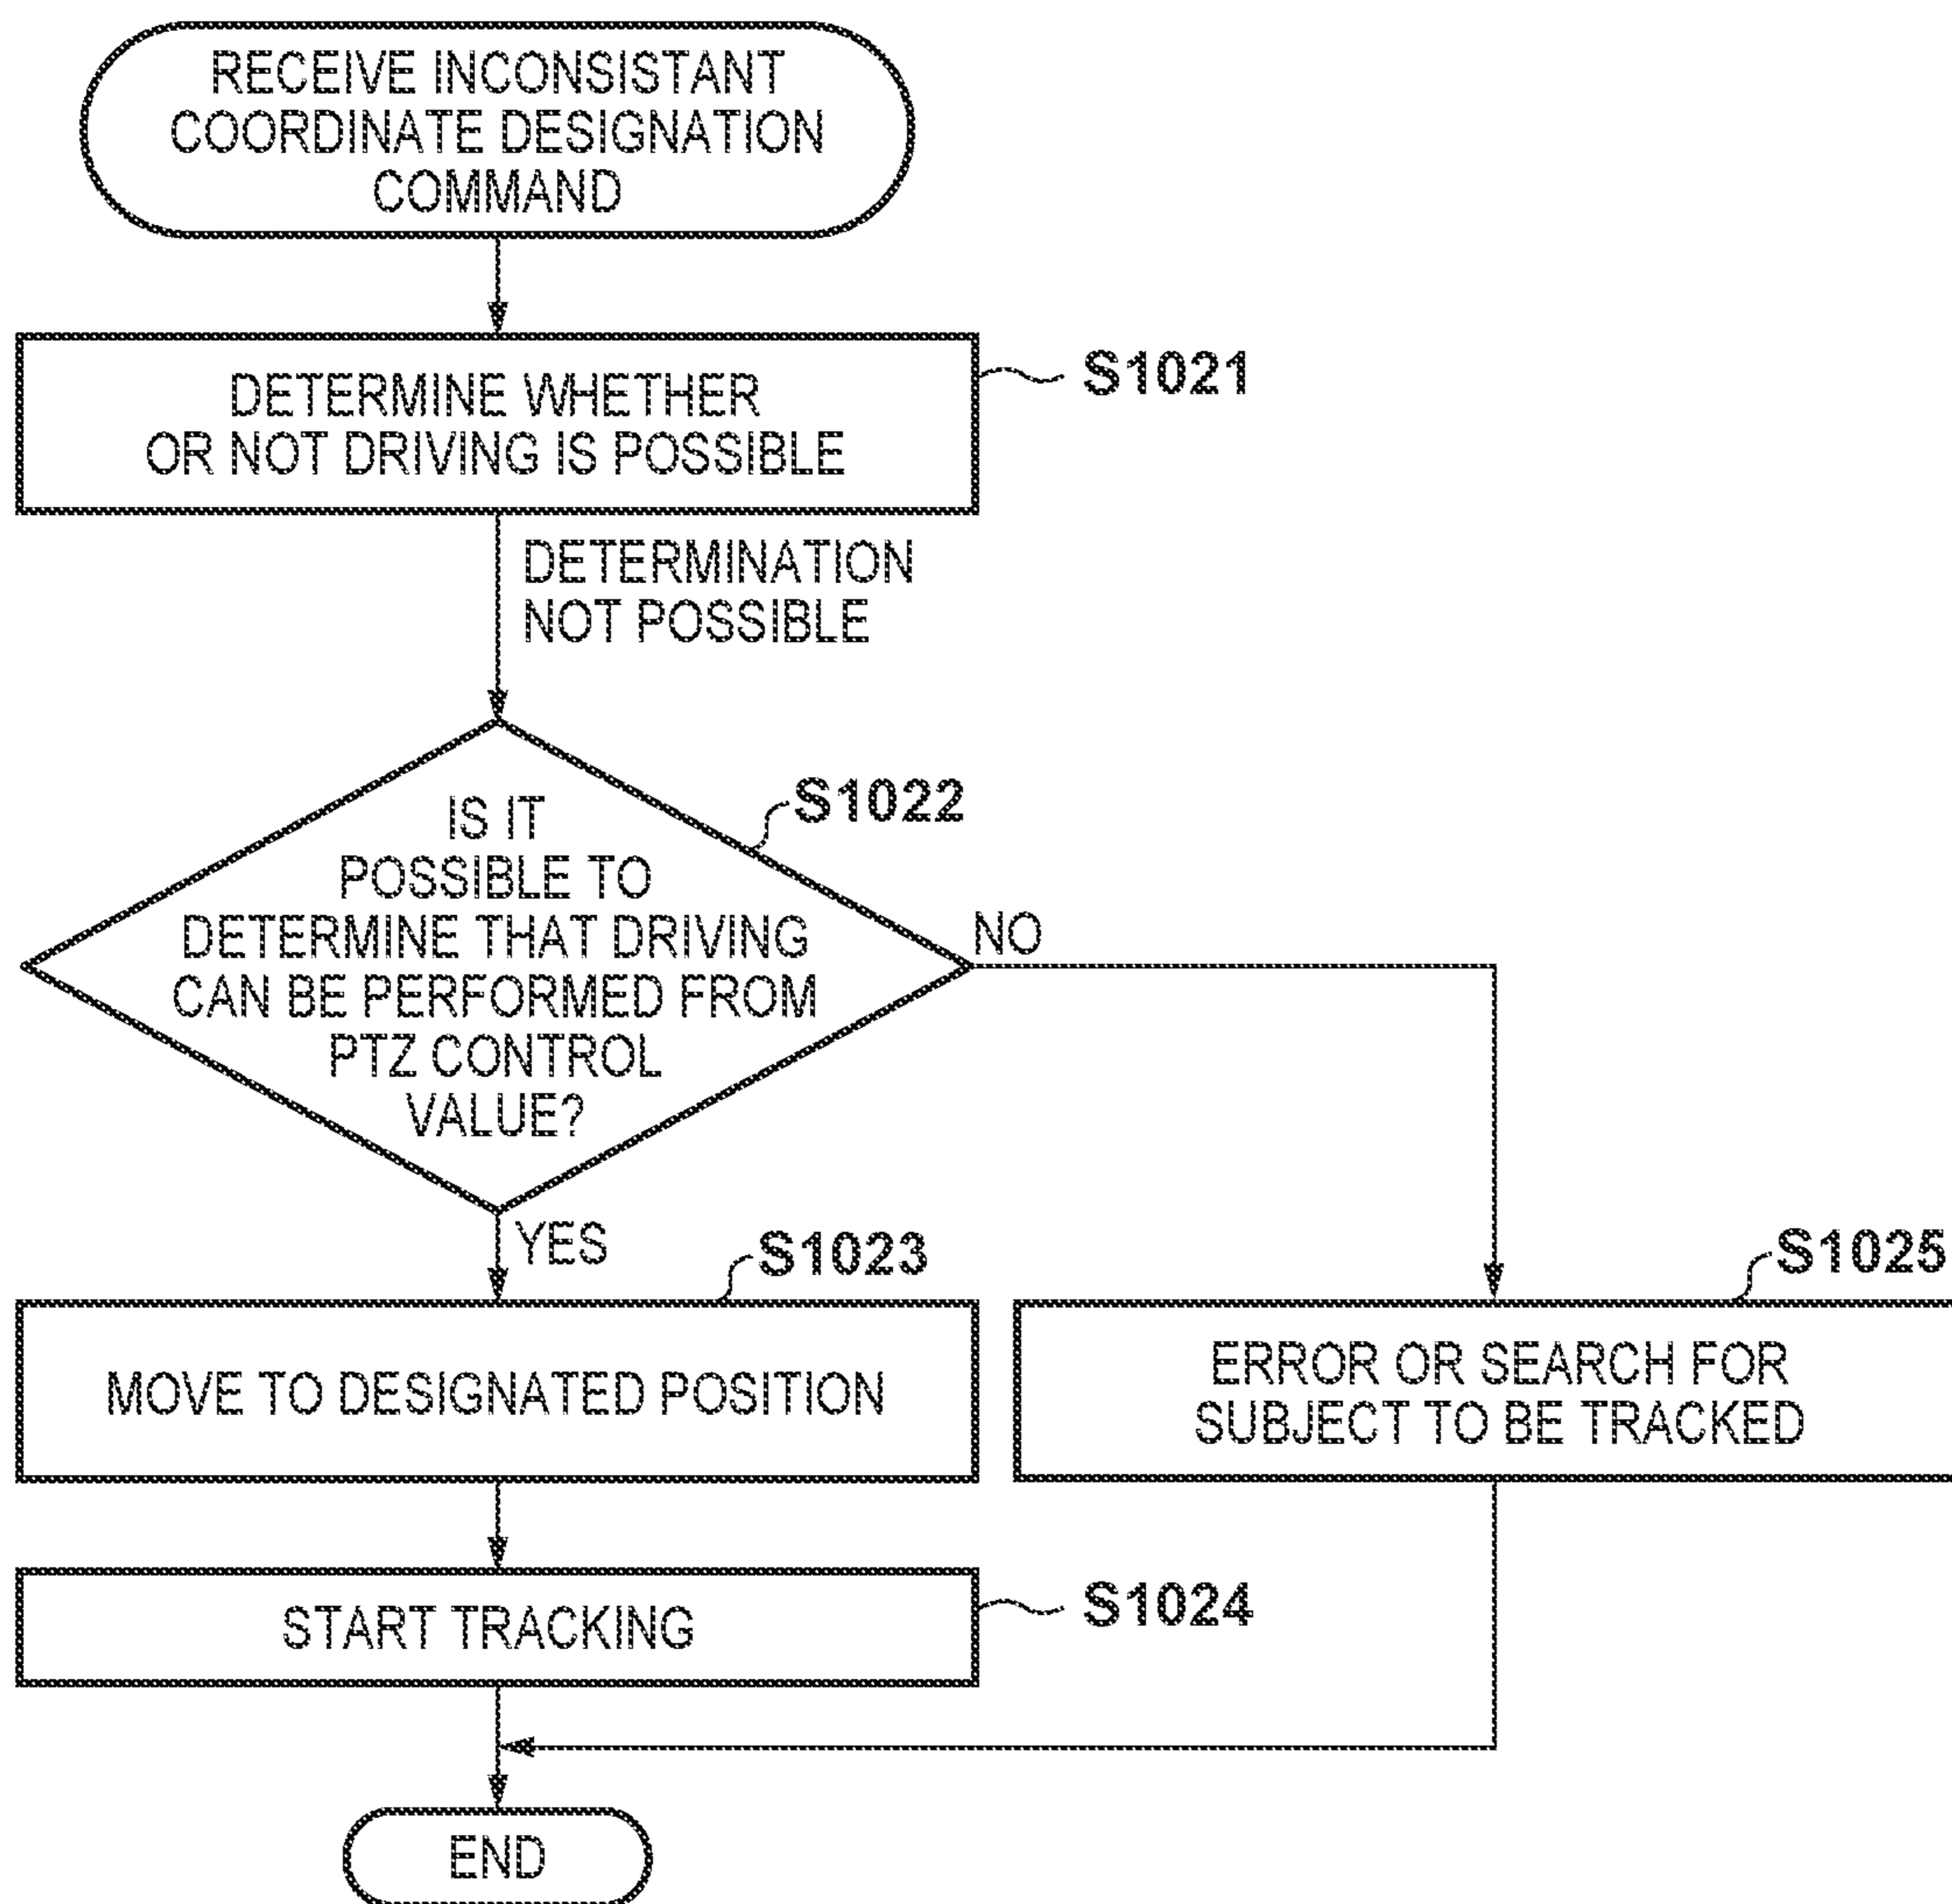 RECEIVE INCONSISTANT
COORDINATE DESIGNATION
COMMAND
DETERMINE WHETHER
OR NOT DRIVING IS POSSIBLE
S1021
DETERMINATION
NOT POSSIBLE
S1022
IS IT
POSSIBLE TO
DETERMINE THAT DRIVING
CAN BE PERFORMED FROM
PTZ CONTROL
VALUE?
NO
YES
S1023
MOVE TO DESIGNATED POSITION
S1025
ERROR OR SEARCH FOR
SUBJECT TO BE TRACKED
START TRACKING
S1024
END